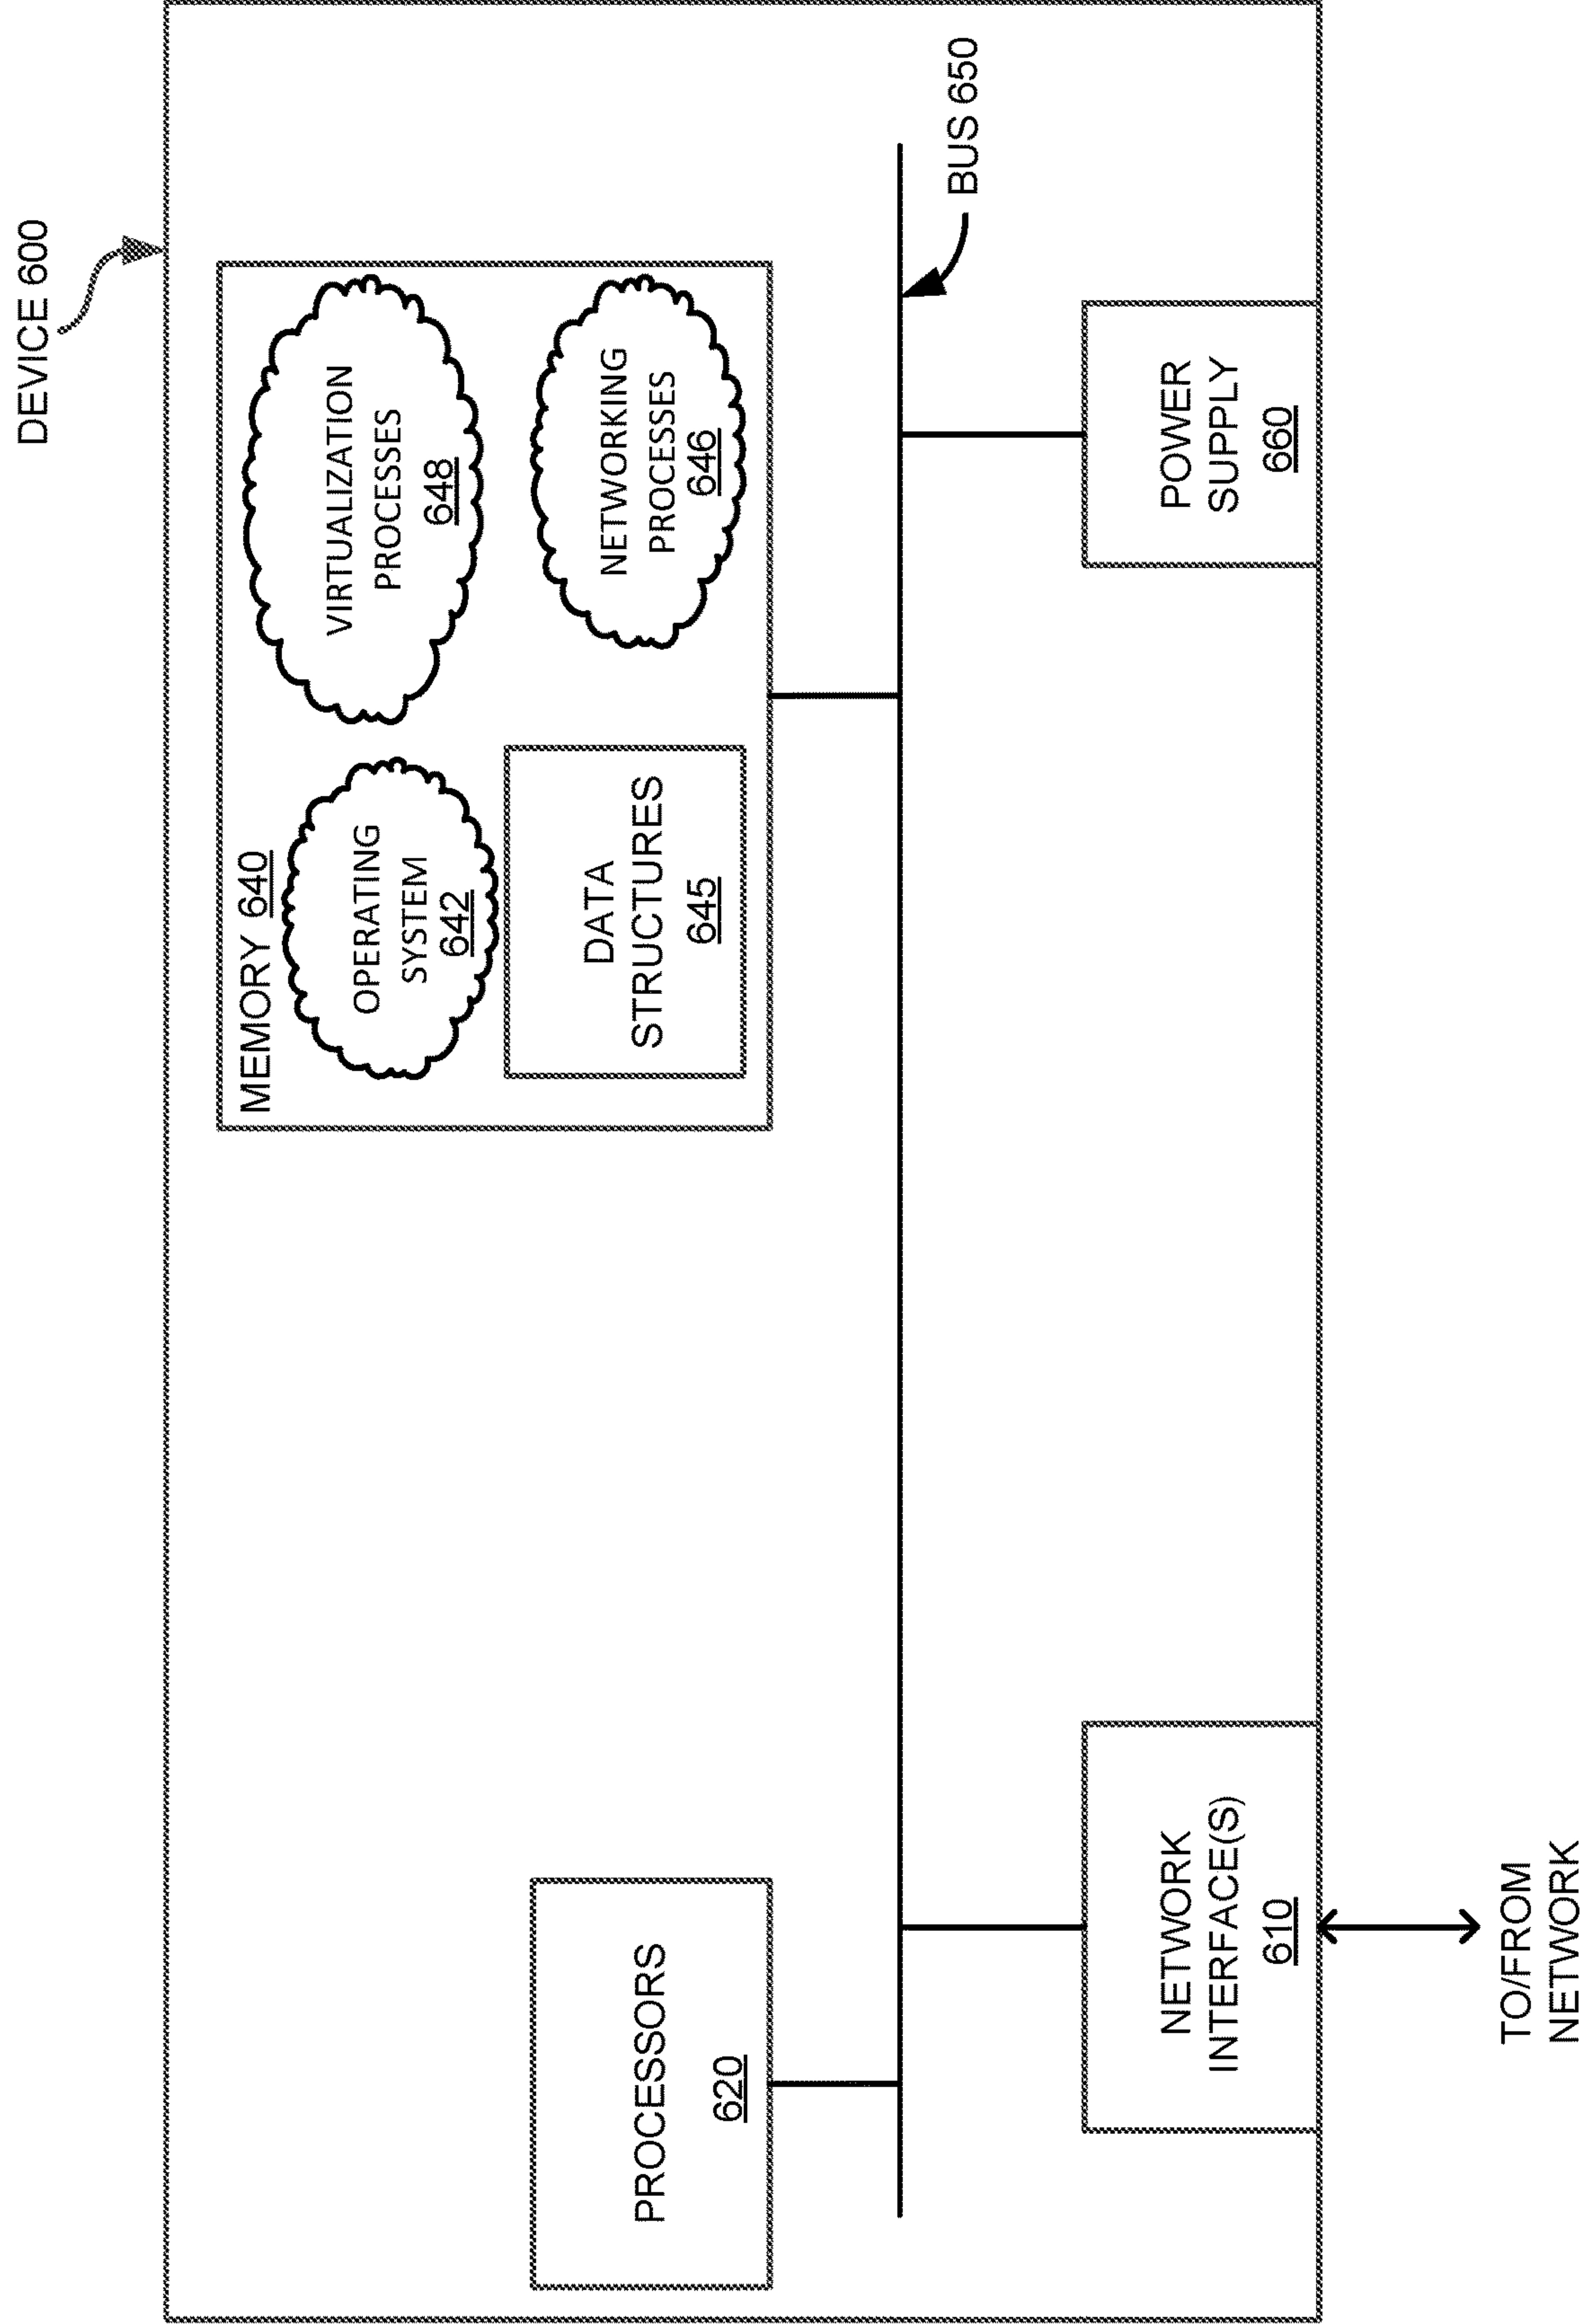 DEVICE 600
MEMORY 640
OPERATING
SYSTEM
642
VIRTUALIZATION
PROCESSES
648
DATA
STRUCTURES
645
NETWORKING
PROCESSES
646
PROCESSORS
620
BUS 650
NETWORK
INTERFACE(S)
610
POWER
SUPPLY
660
TO/FROM
NETWORK